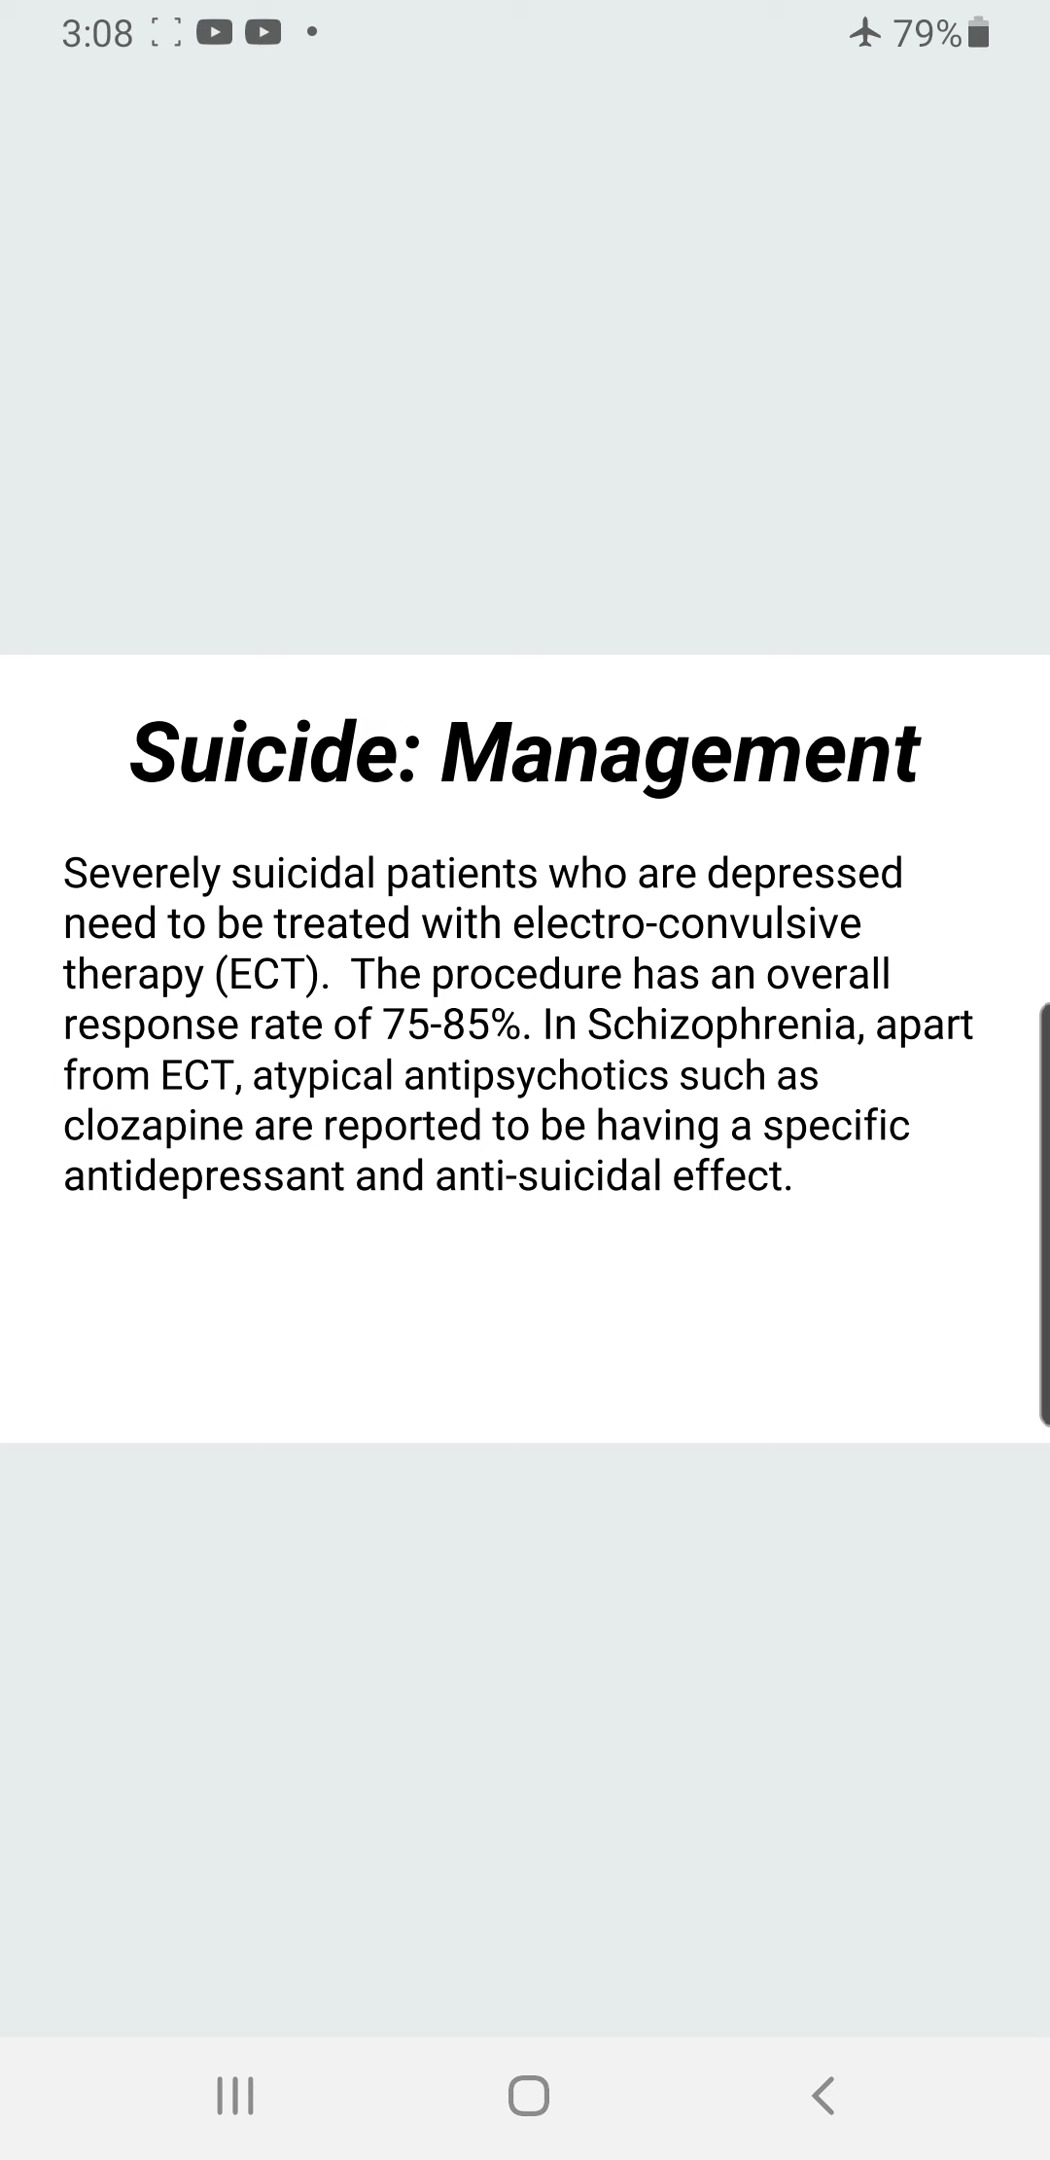 3:08
79%
Suicide: Management
Severely suicidal patients who are depressed
need to be treated with electro-convulsive
therapy (ECT).  The procedure has an overall
response rate of 75-85%. In Schizophrenia, apart
from ECT, atypical antipsychotics such as
clozapine are reported to be having a specific
antidepressant and anti-suicidal effect.